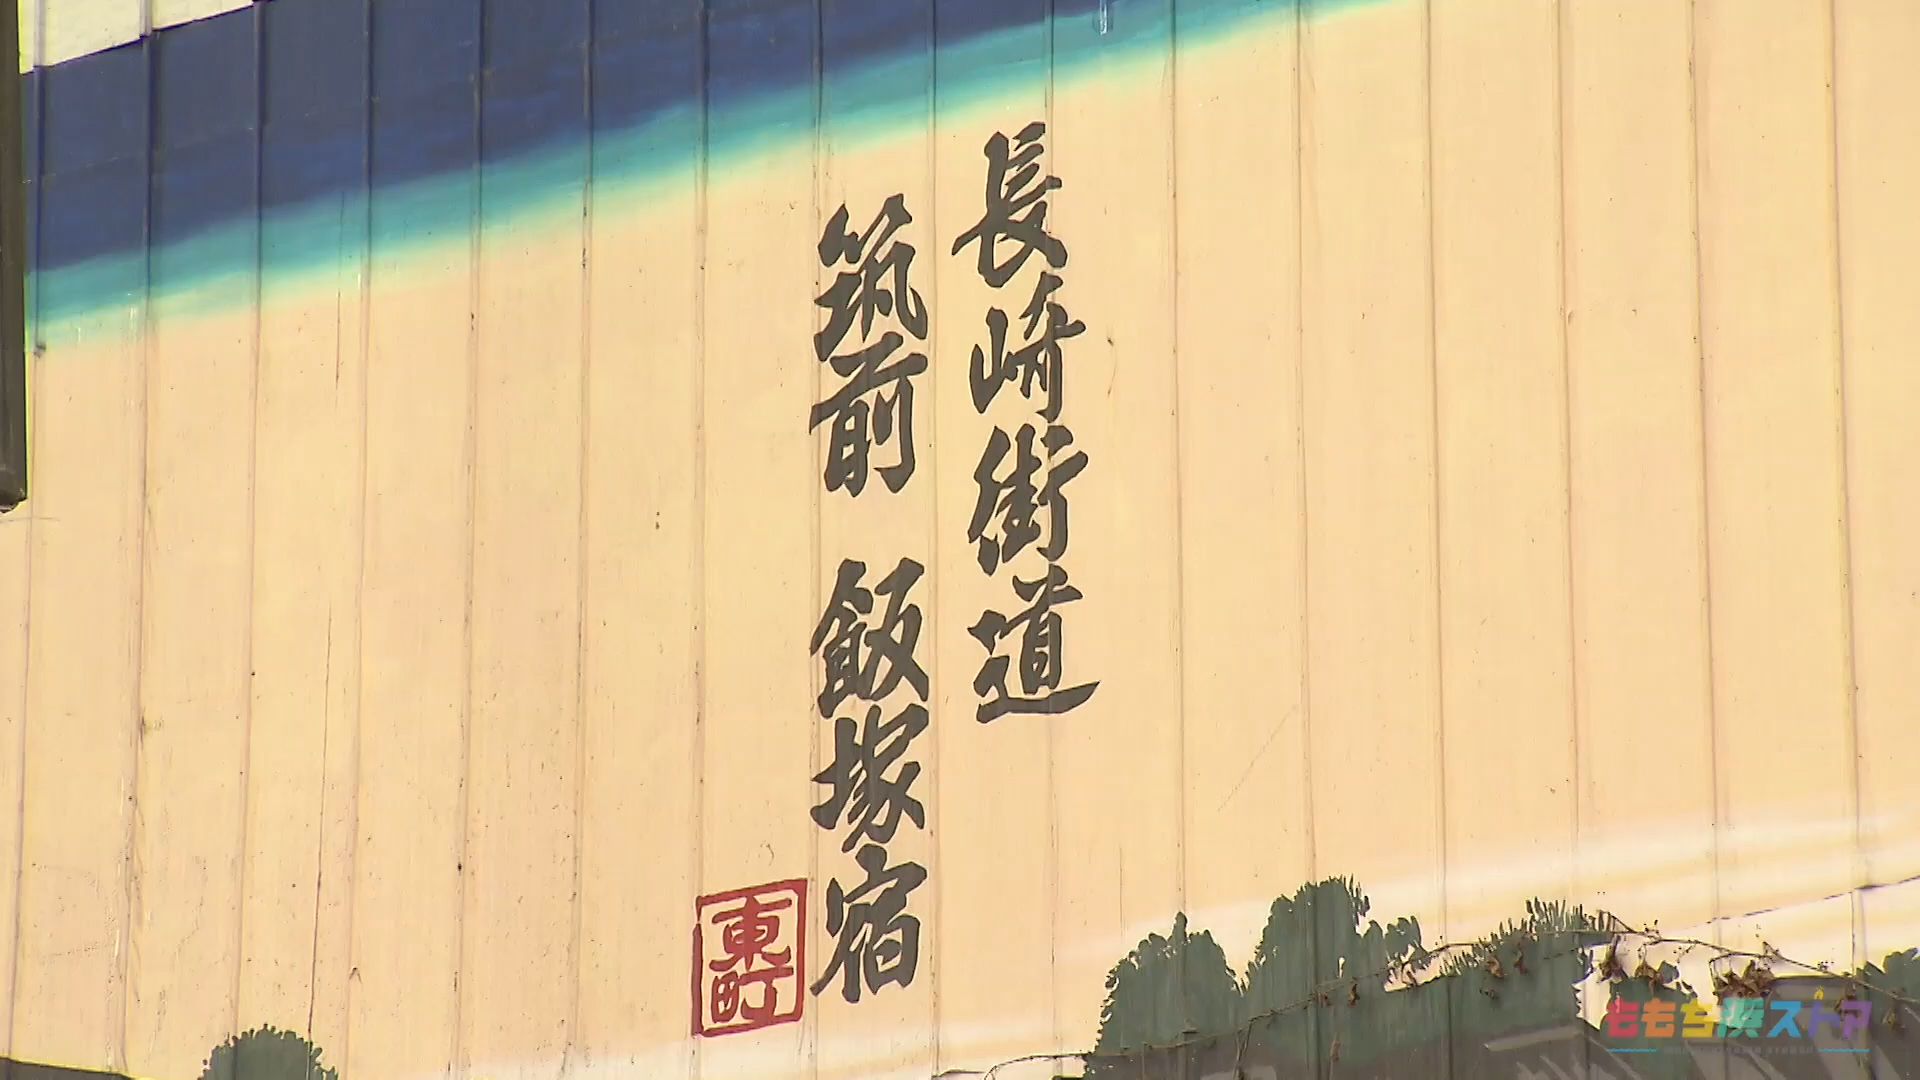 長崎街道
筑前 飯塚宿
東町
ももち浜ストア